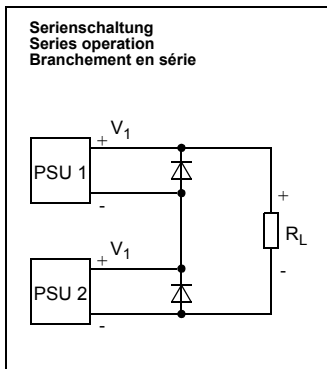 Serienschaltung
Series operation
Branchement en série
+ V1
PSU 1
-
+
RL
-
+ V1
PSU 2
-